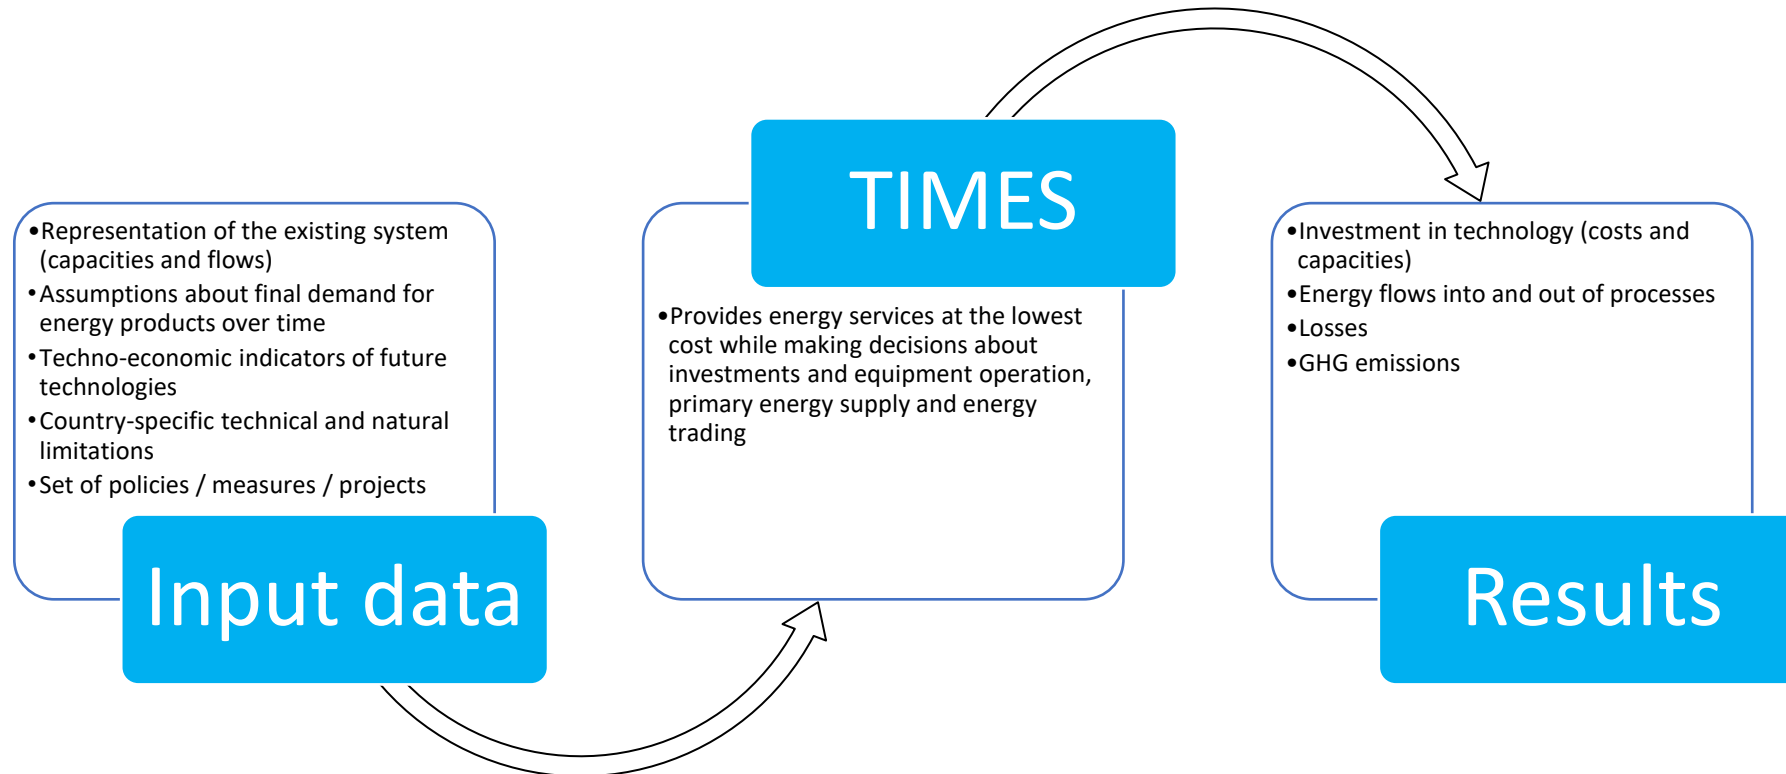 •Representation of the existing system
(capacities and flows)
•Assumptions about final demand for
energy products over time
•Techno-economic indicators of future
technologies
•Country-specific technical and natural
limitations
•Set of policies / measures / projects
Input data
TIMES
•Provides energy services at the lowest
cost while making decisions about
investments and equipment operation,
primary energy supply and energy
trading
•Investment in technology (costs and
capacities)
•Energy flows into and out of processes
•Losses
•GHG emissions
Results